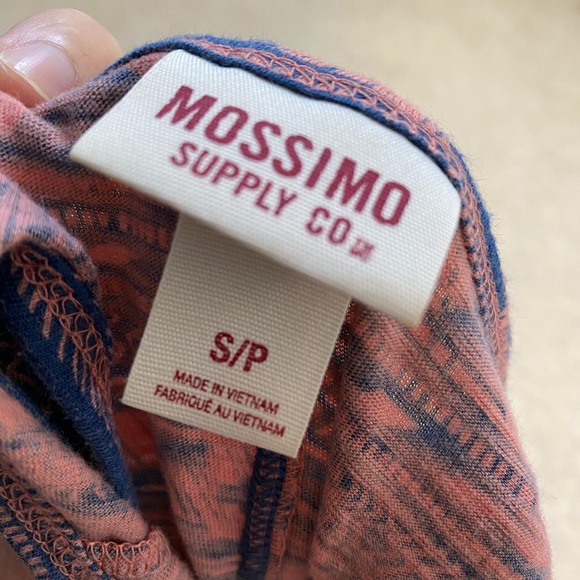 MOSSIMO
SUPPLY CO
S/P
MADE IN VIETNAM
FABRIQUÉ AU VIETNAM